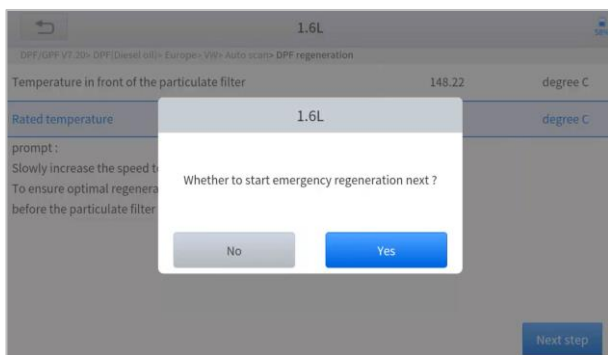 1.6L
DPF/GPF V7.20> DPF(Diesel oil)> Europe> VW> Auto scan> DPF regeneration
Temperature in front of the particulate filter 148.22 degree C
Rated temperature degree C
1.6L
prompt :
Slowly increase the speed t
To ensure optimal regenera
before the particulate filter
Whether to start emergency regeneration next ?
No Yes
Next step